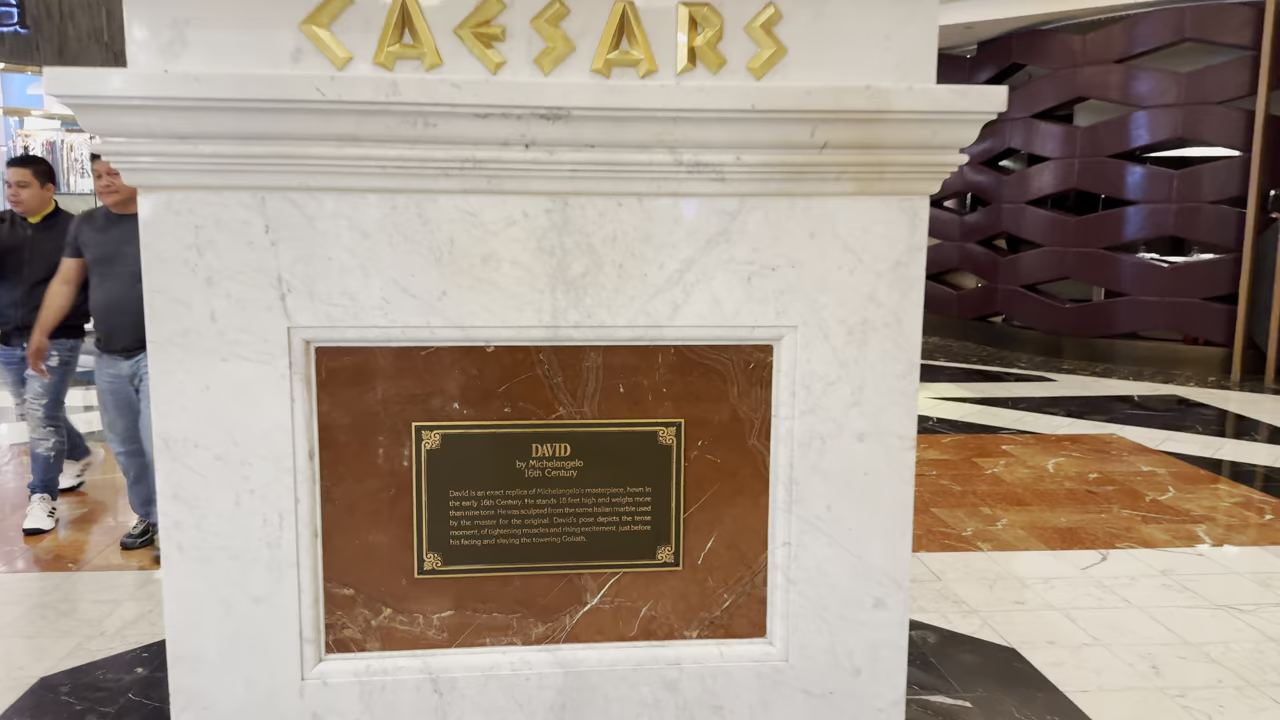 CAESARS
DAVID
by Michelangelo
16th Century
David is an exact replica of Michelangelo's masterpiece, hewn in
the early 16th Century. He stands 18 feet high and weighs more
than nine tons. He was sculpted from the same Italian marble used
by the master for the original. David's pose depicts the tense
moment, of tightening muscles and rising excitement, just before
his facing and slaying the towering Goliath.